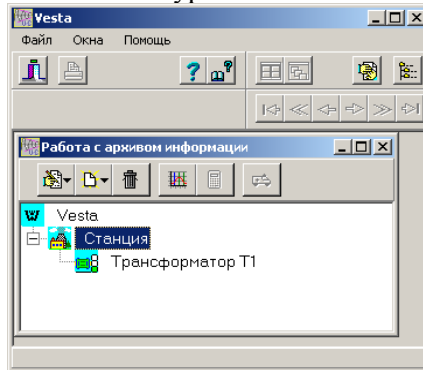 Vesta
Файл Окна Помощь
Работа с архивом информации
Vesta
Станция
Трансформатор Т1